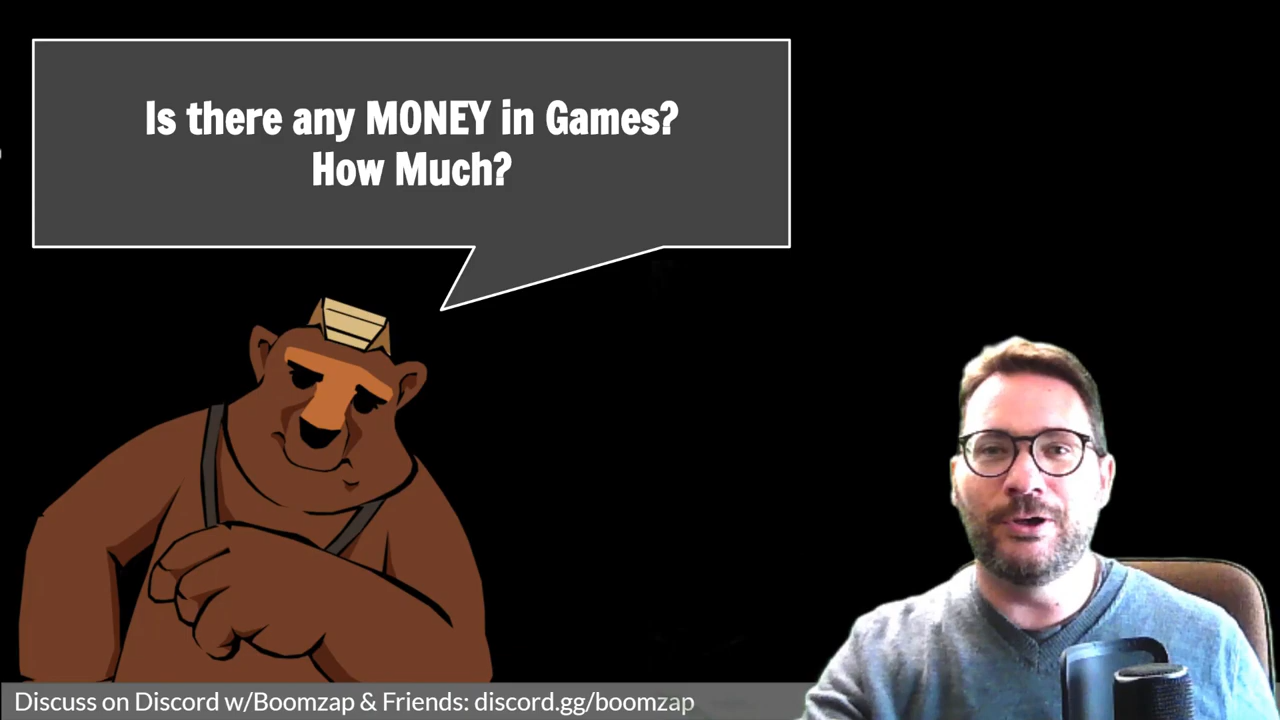 Is there any MONEY in Games?
How Much?
Discuss on Discord w/Boomzap & Friends: discord.gg/boomzap